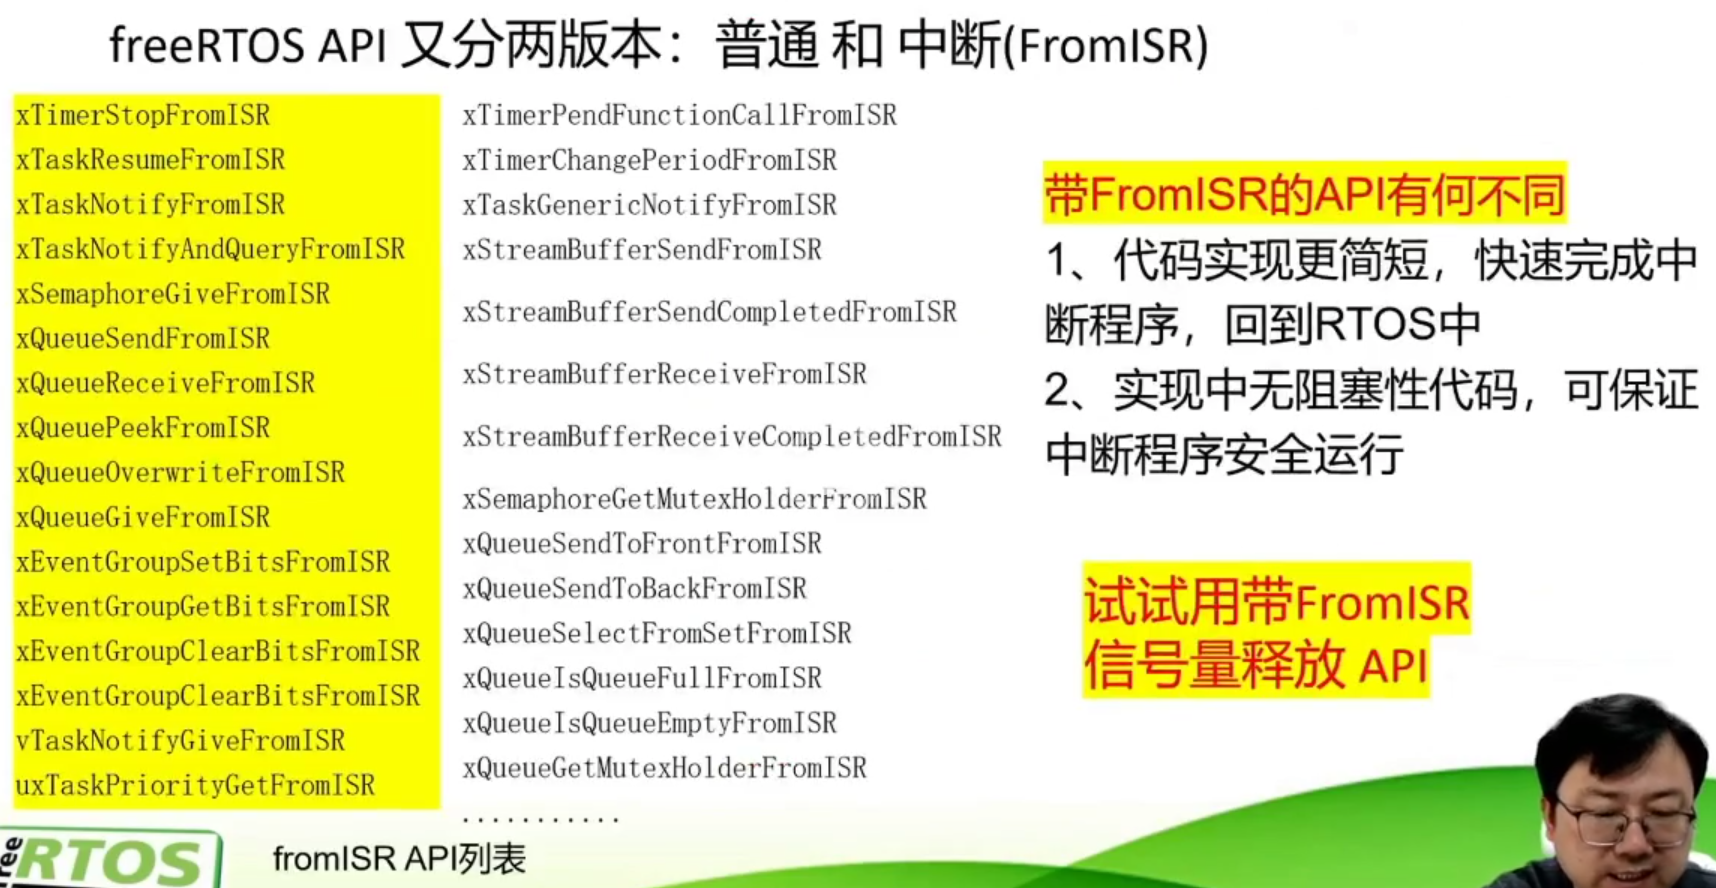 freeRTOS API 又分两版本：普通 和 中断(FromISR)
xTimerStopFromISR
xTaskResumeFromISR
xTaskNotifyFromISR
xTaskNotifyAndQueryFromISR
xSemaphoreGiveFromISR
xQueueSendFromISR
xQueueReceiveFromISR
xQueuePeekFromISR
xQueueOverwriteFromISR
xQueueGiveFromISR
xEventGroupSetBitsFromISR
xEventGroupGetBitsFromISR
xEventGroupClearBitsFromISR
xEventGroupClearBitsFromISR
vTaskNotifyGiveFromISR
uxTaskPriorityGetFromISR
xTimerPendFunctionCallFromISR
xTimerChangePeriodFromISR
xTaskGenericNotifyFromISR
xStreamBufferSendFromISR
xStreamBufferSendCompletedFromISR
xStreamBufferReceiveFromISR
xStreamBufferReceiveCompletedFromISR
xSemaphoreGetMutexHolderFromISR
xQueueSendToFrontFromISR
xQueueSendToBackFromISR
xQueueSelectFromSetFromISR
xQueueIsQueueFullFromISR
xQueueIsQueueEmptyFromISR
xQueueGetMutexHolderFromISR
...........
带FromISR的API有何不同
1、代码实现更简短，快速完成中
断程序，回到RTOS中
2、实现中无阻塞性代码，可保证
中断程序安全运行
试试用带FromISR
信号量释放 API
RTOS
fromISR API列表